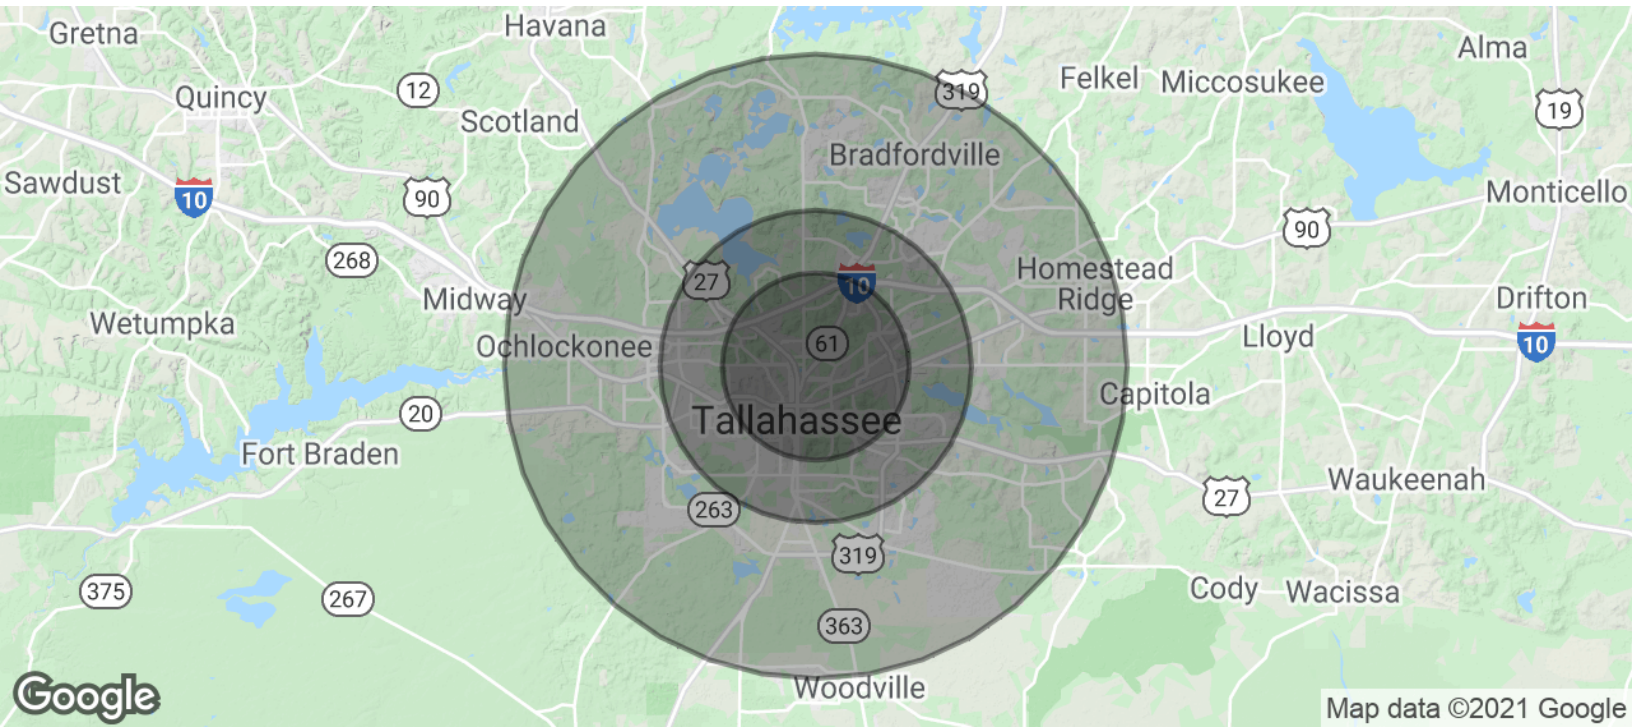 Gretna
Havana
Alma
Felkel
Miccosukee
12
319
Quincy
19
Scotland
Bradfordville
Sawdust
10
90
Monticello
90
268
27
10
Homestead
Ridge
Midway
Drifton
Wetumpka
Ochlockonee
61
Lloyd
10
Capitola
20
Tallahassee
Fort Braden
Waukeenah
27
263
319
375
267
Cody
Wacissa
363
Woodville
Google
Map data ©2021 Google